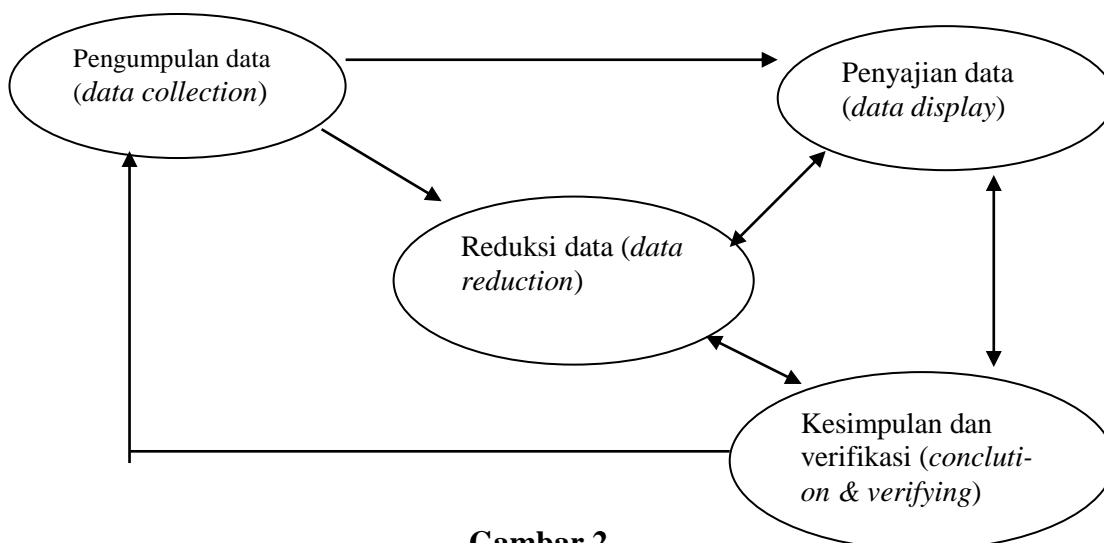 Pengumpulan data
(data collection)
Penyajian data
(data display)
Reduksi data (data
reduction)
Kesimpulan dan
verifikasi (concluti-
on & verifying)
Gambar 2